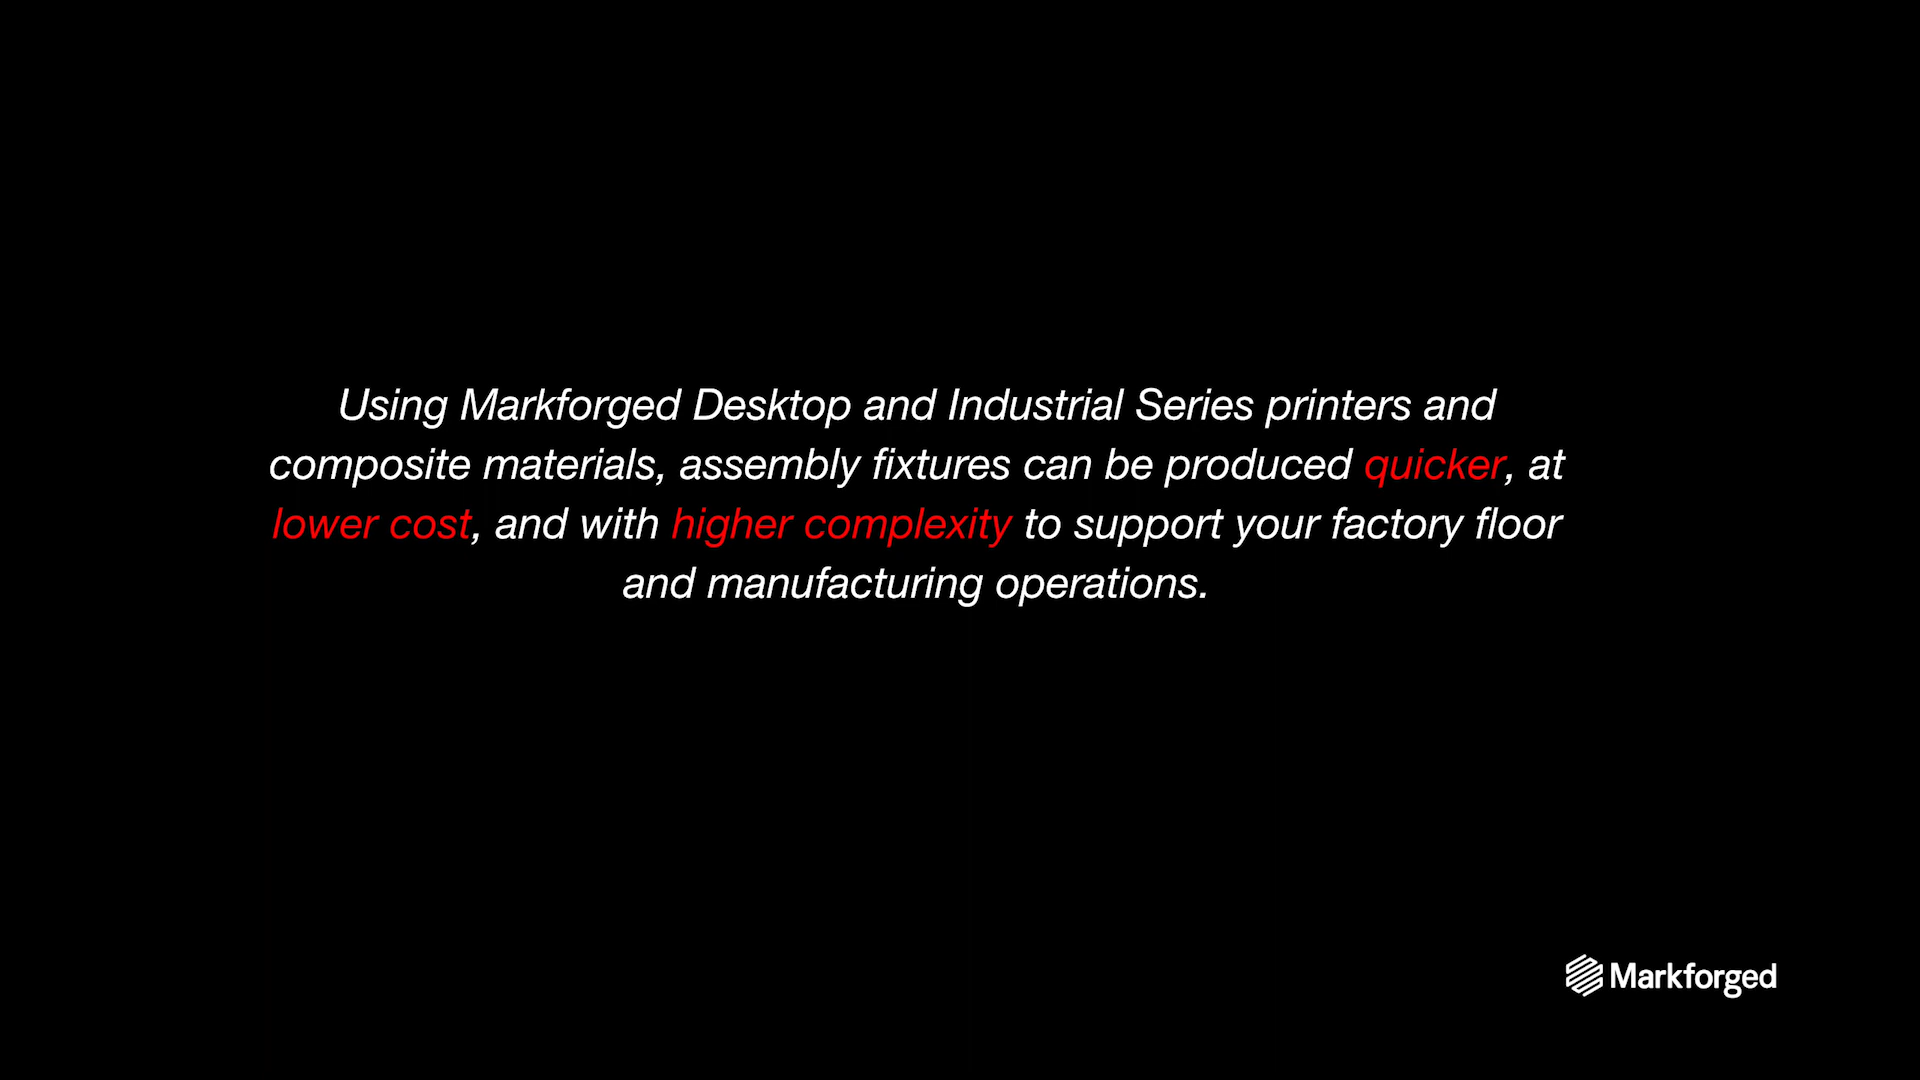 Using Markforged Desktop and Industrial Series printers and
composite materials, assembly fixtures can be produced quicker, at
lower cost, and with higher complexity to support your factory floor
and manufacturing operations.
Markforged